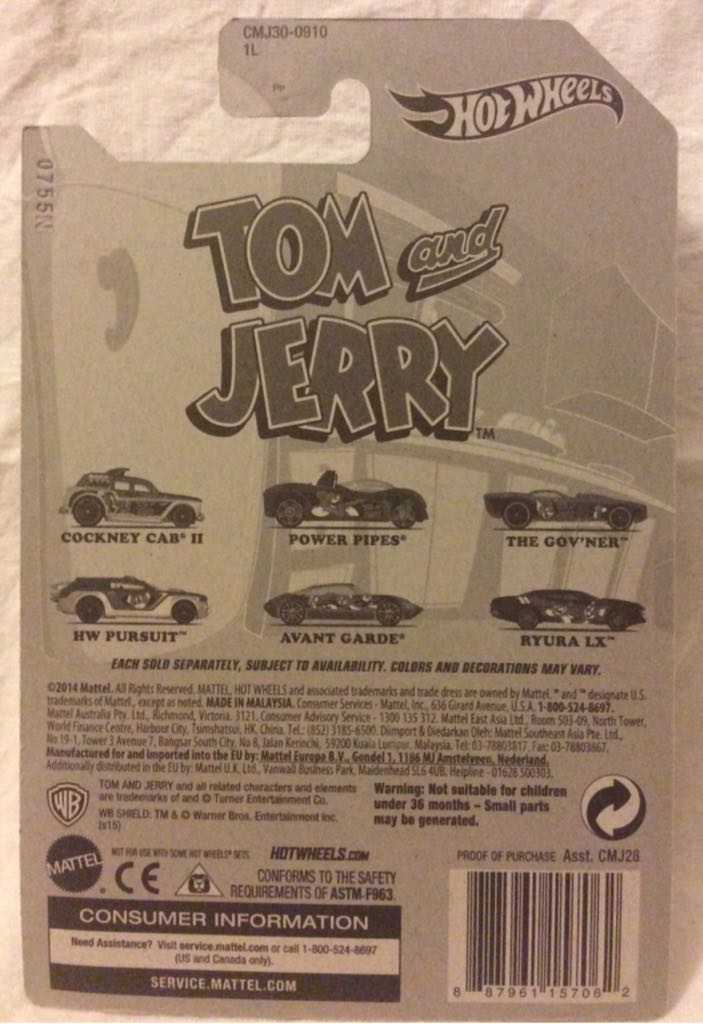 CMJ30-0910
1L
PP
HOT WHEELS
0755N
TOM and
JERRY™
COCKNEY CAB® II
POWER PIPES®
THE GOV'NER™
HW PURSUIT™
AVANT GARDE®
RYURA LX™
EACH SOLD SEPARATELY, SUBJECT TO AVAILABILITY. COLORS AND DECORATIONS MAY VARY.
©2014 Mattel. All Rights Reserved. MATTEL, HOT WHEELS and associated trademarks and trade dress are owned by Mattel. ® and ™ designate U.S.
trademarks of Mattel, except as noted. MADE IN MALAYSIA. Consumer Services - Mattel, Inc., 636 Girard Avenue, U.S.A. 1-800-524-8697.
Mattel Australia Pty. Ltd., Richmond, Victoria. 3121. Consumer Advisory Service - 1300 135 312. Mattel East Asia Ltd., Room 503-09, North Tower,
World Finance Centre, Harbour City, Tsimshatsui, HK, China. Tel.: (852) 3185-6500. Diimport & Diedarkan Oleh: Mattel Southeast Asia Pte. Ltd.,
No 19-1, Tower 3 Avenue 7, Bangsar South City, No 8, Jalan Kerinchi, 59200 Kuala Lumpur, Malaysia. Tel: 03-78803817, Fax: 03-78803867.
Manufactured for and imported into the EU by: Mattel Europa B.V., Gondel 1, 1186 MJ Amstelveen, Nederland.
Additionally distributed in the EU by: Mattel U.K. Ltd., Vanwall Business Park, Maidenhead SL6 4UB. Helpline - 01628 500303.
WB
TOM AND JERRY and all related characters and elements
are trademarks of and © Turner Entertainment Co.
WB SHIELD: TM & © Warner Bros. Entertainment Inc.
(s15)
Warning: Not suitable for children
under 36 months – Small parts
may be generated.
MATTEL
NOT FOR USE WITH SOME HOT WHEELS® SETS.
HOTWHEELS.COM
CE
CONFORMS TO THE SAFETY
REQUIREMENTS OF ASTM-F963.
PROOF OF PURCHASE Asst. CMJ28
CONSUMER INFORMATION
Need Assistance? Visit service.mattel.com or call 1-800-524-8697
(US and Canada only).
SERVICE.MATTEL.COM
8 87961 15706 2